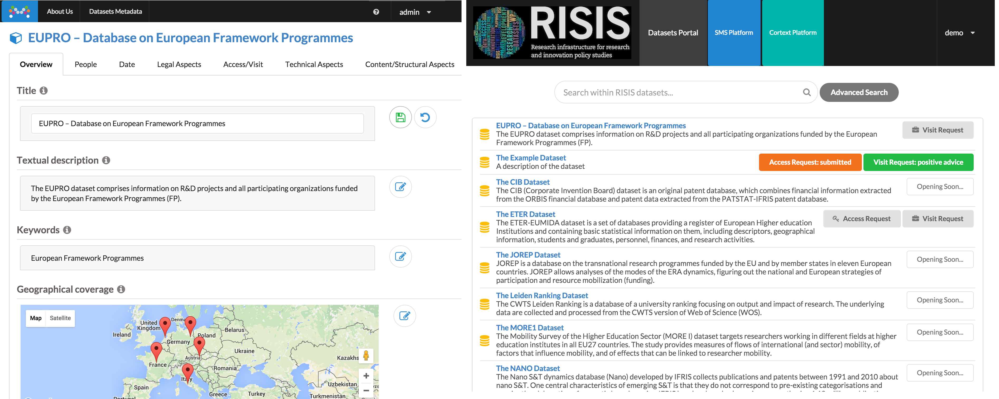 About Us
Datasets Metadata
admin
EUPRO – Database on European Framework Programmes
Overview
People
Date
Legal Aspects
Access/Visit
Technical Aspects
Content/Structural Aspects
Title
EUPRO – Database on European Framework Programmes
Textual description
The EUPRO dataset comprises information on R&D projects and all participating organizations funded
by the European Framework Programmes (FP).
Keywords
European Framework Programmes
Geographical coverage
Map
Satellite
United
Kingdom
Denma
Ireland
Belarus
Poland
Germany
Ukraine
Austria
Kazakhs
France
Romania
Italy
Uzbekistan
Spain
Greece
Turkey
Turkmenistan
RISIS
Research infrastructure for research
and innovation policy studies
Datasets Portal
SMS Platform
Cortext Platform
demo
Search within RISIS datasets...
Advanced Search
EUPRO – Database on European Framework Programmes
The EUPRO dataset comprises information on R&D projects and all participating organizations funded by the European
Framework Programmes (FP).
Visit Request
The Example Dataset
A description of the dataset
Access Request: submitted
Visit Request: positive advice
The CIB Dataset
The CIB (Corporate Invention Board) dataset is an original patent database, which combines financial information extracted
from the ORBIS financial database and patent data extracted from the PATSTAT-IFRIS patent database.
Opening Soon...
The ETER Dataset
The ETER-EUMIDA dataset is a set of databases providing a register of European Higher education
Institutions and containing basic statistical information on them, including descriptors, geographical
information, students and graduates, personnel, finances, and research activities.
Access Request
Visit Request
The JOREP Dataset
JOREP is a database on the transnational research programmes funded by the EU and by member states in eleven European
countries. JOREP allows analyses of the modes of the ERA dynamics, figuring out the national and European strategies of
participation and resource mobilization (funding).
Opening Soon...
The Leiden Ranking Dataset
The CWTS Leiden Ranking is a database of a university ranking focusing on output and impact of research. The underlying
data are collected and processed from the CWTS version of Web of Science (WOS).
Opening Soon...
The MORE1 Dataset
The Mobility Survey of the Higher Education Sector (MORE I) dataset targets researchers working in different fields at higher
education institutes in all EU27 countries. The study provides measures of flows of international (and sector) mobility, of
factors that influence mobility, and of effects that can be linked to researcher mobility.
Opening Soon...
The NANO Dataset
The Nano S&T dynamics database (Nano) developed by IFRIS collects publications and patents between 1991 and 2010 about
nano S&T. One central characteristics of emerging S&T is that they do not correspond to pre-existing categorisations and
Opening Soon...